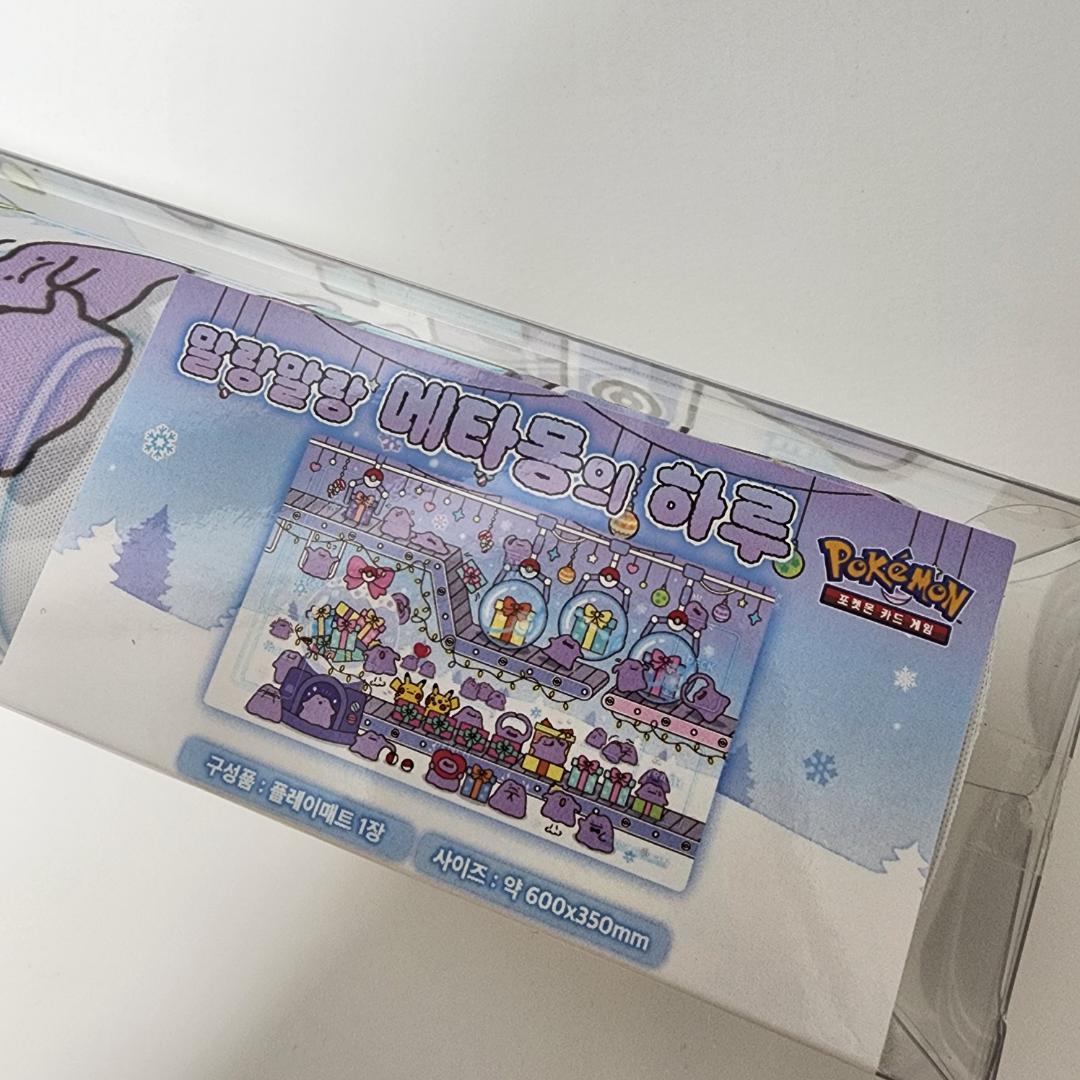 말랑말랑 메타몽의 하루
POKéMON
포켓몬 카드 게임
구성품 : 플레이매트 1장
사이즈 : 약 600x350mm